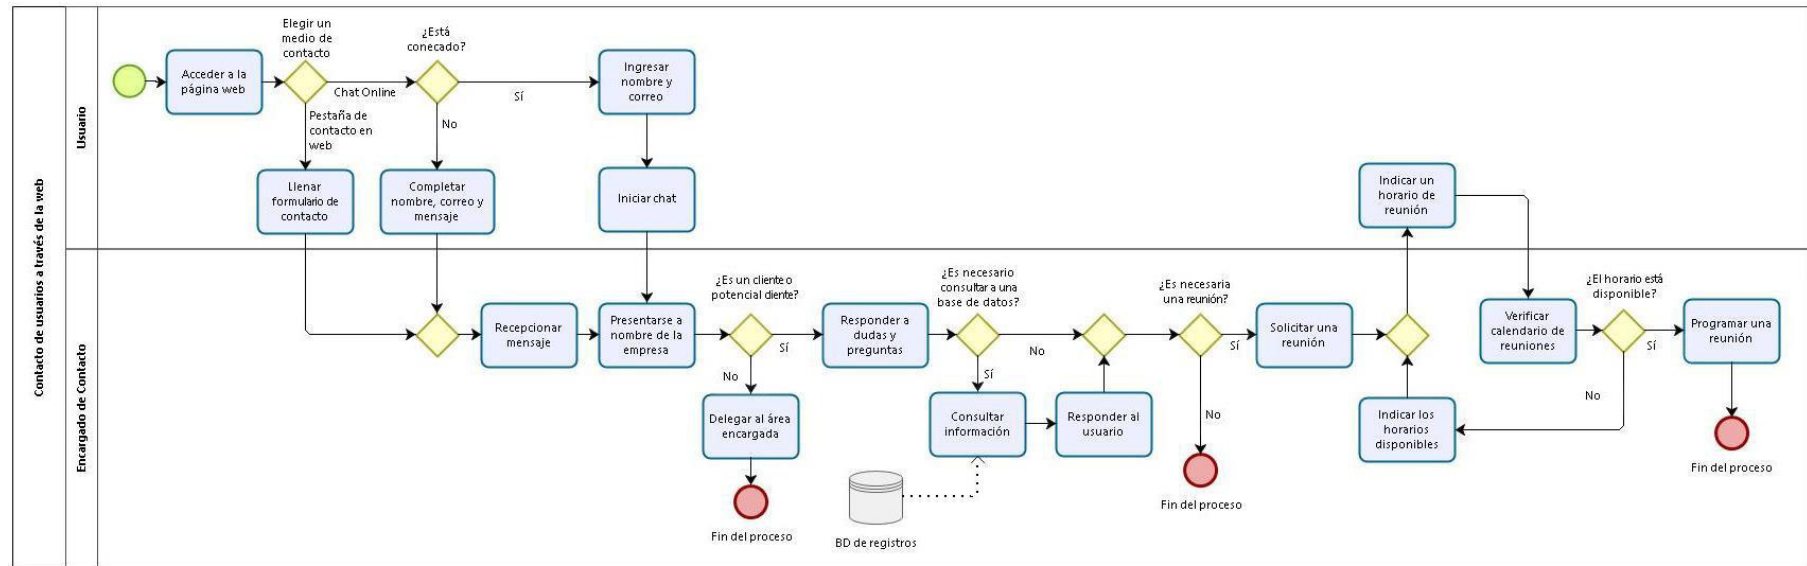 Contacto de usuarios a través de la web
Usuario
Elegir un
medio de
contacto
¿Está
conecado?
Acceder a la
página web
Chat Online
Sí
Ingresar
nombre y
correo
Pestaña de
contacto en
web
No
Llenar
formulario de
contacto
Completar
nombre, correo y
mensaje
Iniciar chat
Indicar un
horario de
reunión
Encargado de Contacto
¿Es un cliente o
potencial cliente?
¿Es necesario
consultar a una
base de datos?
¿Es necesaria
una reunión?
¿El horario está
disponible?
Recepcionar
mensaje
Presentarse a
nombre de la
empresa
Sí
Responder a
dudas y
preguntas
No
Sí
Solicitar una
reunión
Verificar
calendario de
reuniones
Sí
Programar una
reunión
No
Sí
No
No
Delegar al área
encargada
Consultar
información
Responder al
usuario
Indicar los
horarios
disponibles
Fin del proceso
Fin del proceso
Fin del proceso
BD de registros